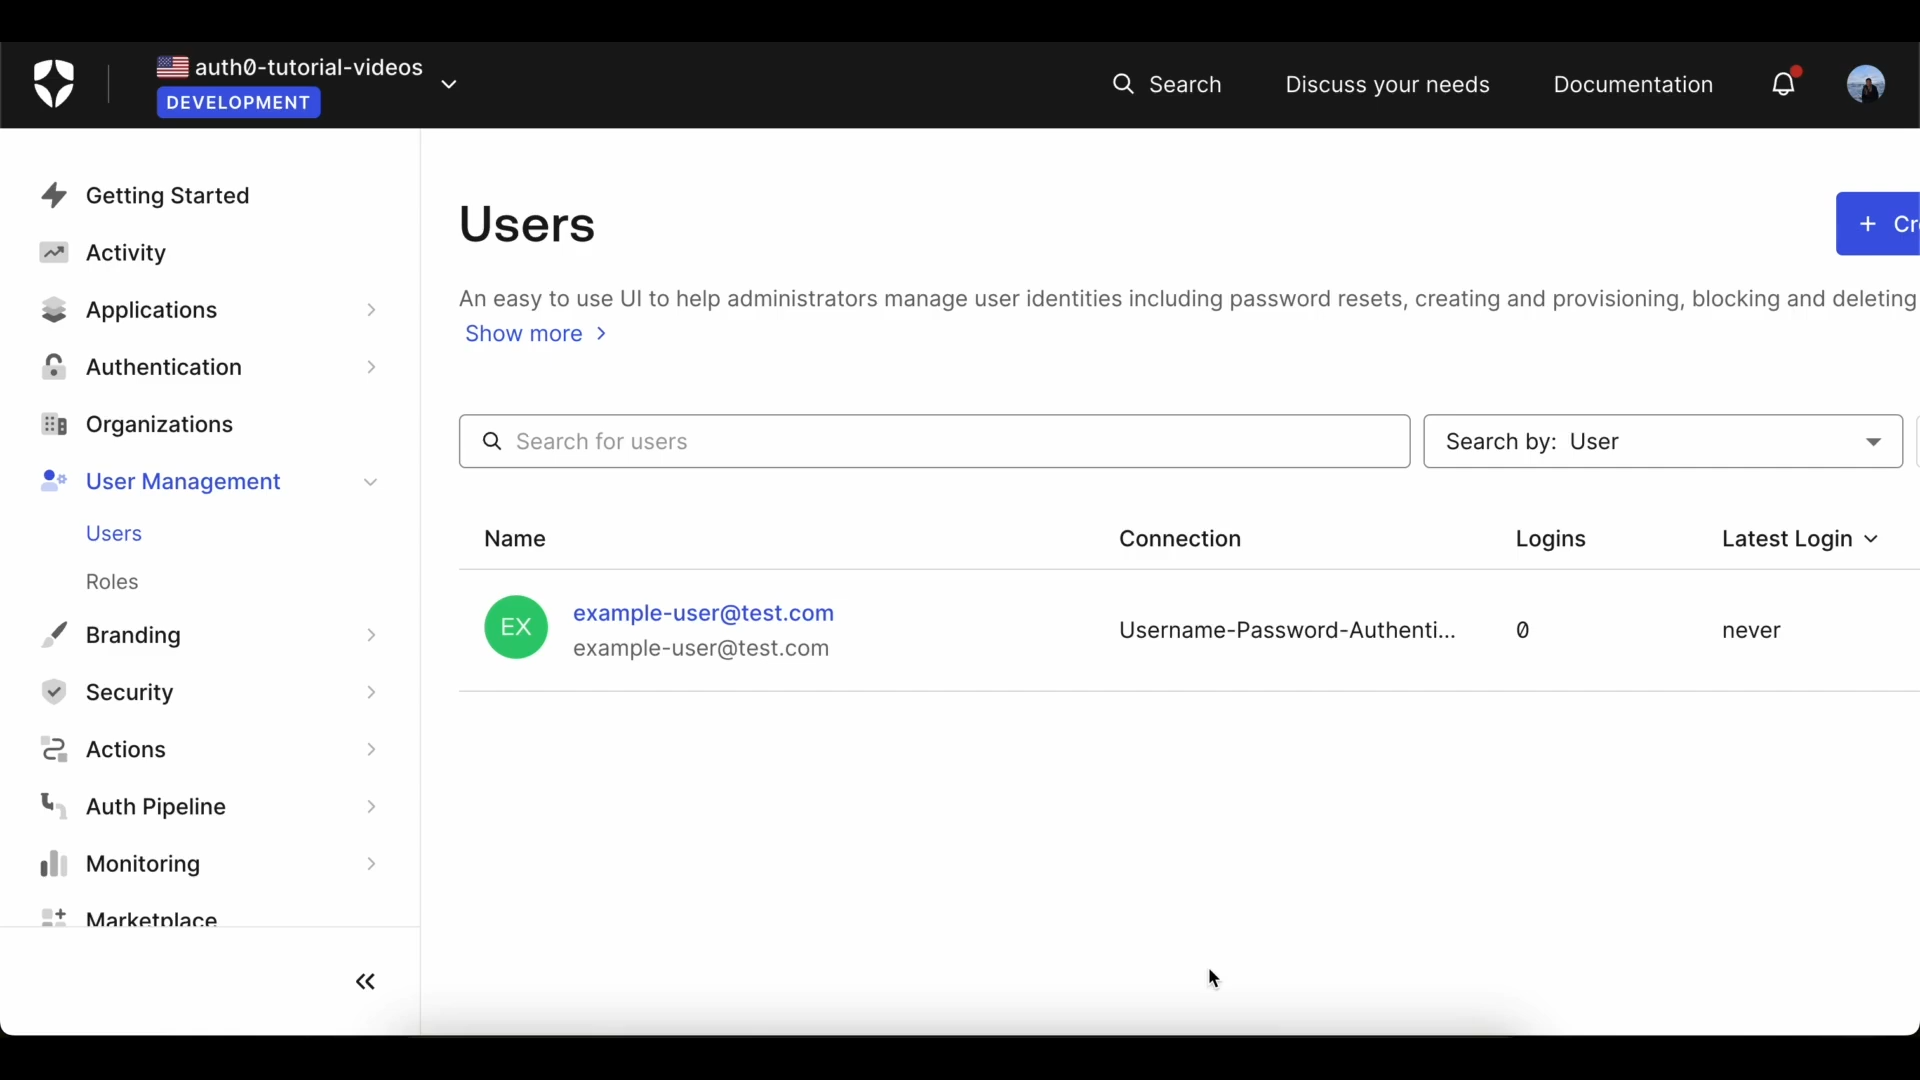 auth0-tutorial-videos
DEVELOPMENT
Search
Discuss your needs
Documentation
Getting Started
Activity
Applications
Authentication
Organizations
User Management
Users
Roles
Branding
Security
Actions
Auth Pipeline
Monitoring
Marketplace
Users
+ Cre
An easy to use UI to help administrators manage user identities including password resets, creating and provisioning, blocking and deleting
Show more
Search for users
Search by: User
Name Connection Logins Latest Login
EX
example-user@test.com
example-user@test.com
Username-Password-Authenti... 0 never